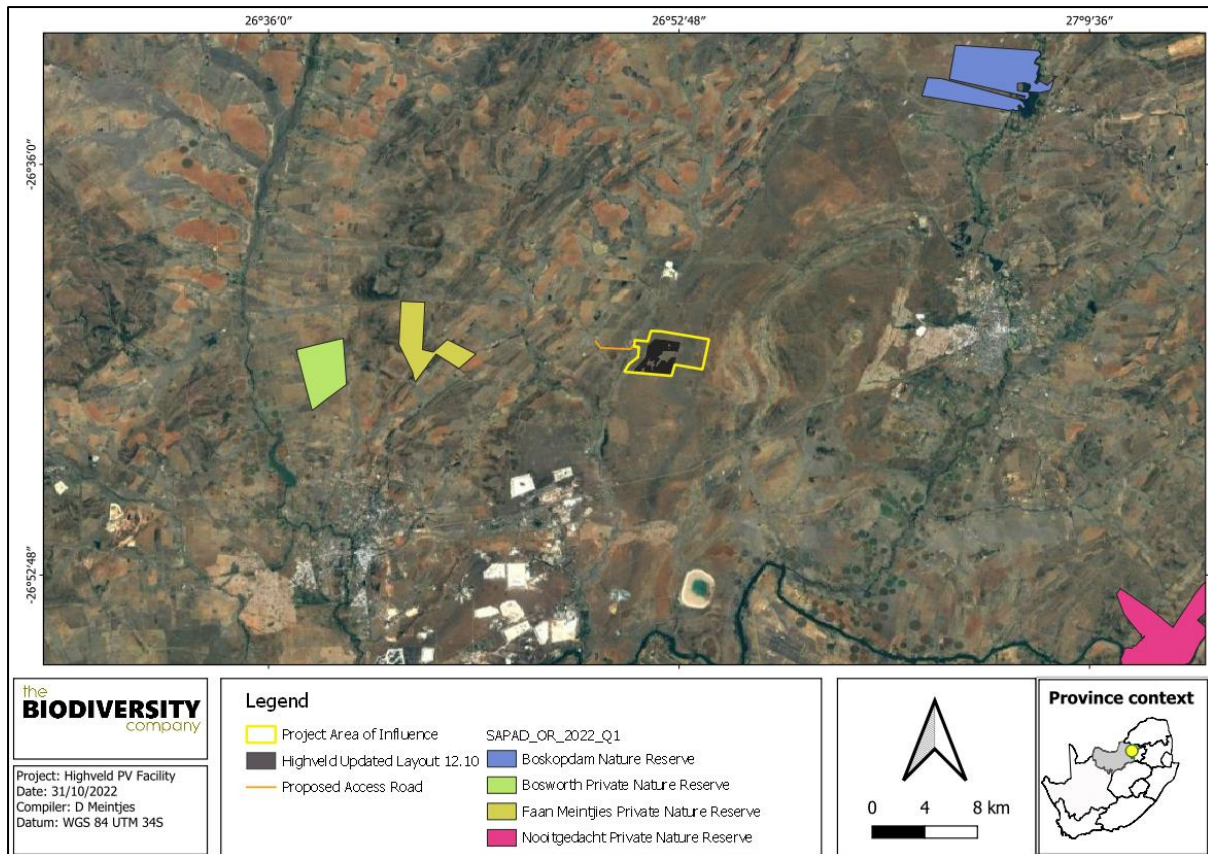 26°36′0″
26°52′48″
27°9′36″
-26°36′0″
-26°52′48″
the
BIODIVERSITY
company
Project: Highveld PV Facility
Date: 31/10/2022
Compiler: D Meintjes
Datum: WGS 84 UTM 34S
Legend
Project Area of Influence
Highveld Updated Layout 12.10
Proposed Access Road
SAPAD_OR_2022_Q1
Boskopdam Nature Reserve
Bosworth Private Nature Reserve
Faan Meintjies Private Nature Reserve
Nooitgedacht Private Nature Reserve
0 4 8 km
Province context